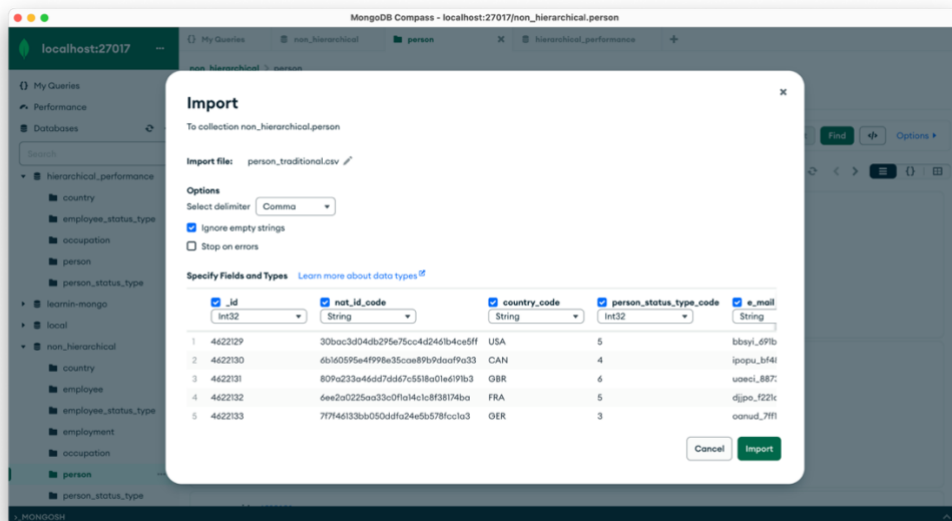 MongoDB Compass - localhost:27017/non_hierarchical.person
localhost:27017
{} My Queries
non_hierarchical
person
hierarchical_performance
non_hierarchical > person
{} My Queries
Performance
Databases
Search
hierarchical_performance
country
employee_status_type
occupation
person
person_status_type
learnin-mongo
local
non_hierarchical
country
employee
employee_status_type
employment
occupation
person
person_status_type
>_MONGOSH
Find
</> Options
Import
To collection non_hierarchical.person
Import file: person_traditional.csv
Options
Select delimiter Comma
Ignore empty strings
Stop on errors
Specify Fields and Types Learn more about data types
_id nat_id_code country_code person_status_type_code e_mail
Int32 String String Int32 String
1 4622129 30bac3d04db295e75cc4d2461b4ce5ff USA 5 bbsyi_691b
2 4622130 6b160595e4f998e35cae89b9daaf9a33 CAN 4
3 4622131 809a233a46dd7dd67c5518a01e6191b3 GBR 6 uaeci_887
4 4622132 6ee2a0225aa33c0f1a14c1c8f38174ba FRA 5 djjpo_f221
5 4622133 7f7f46133bb050ddfa24e5b578fcc1a3 GER 3 oanud_7ff1
Cancel Import